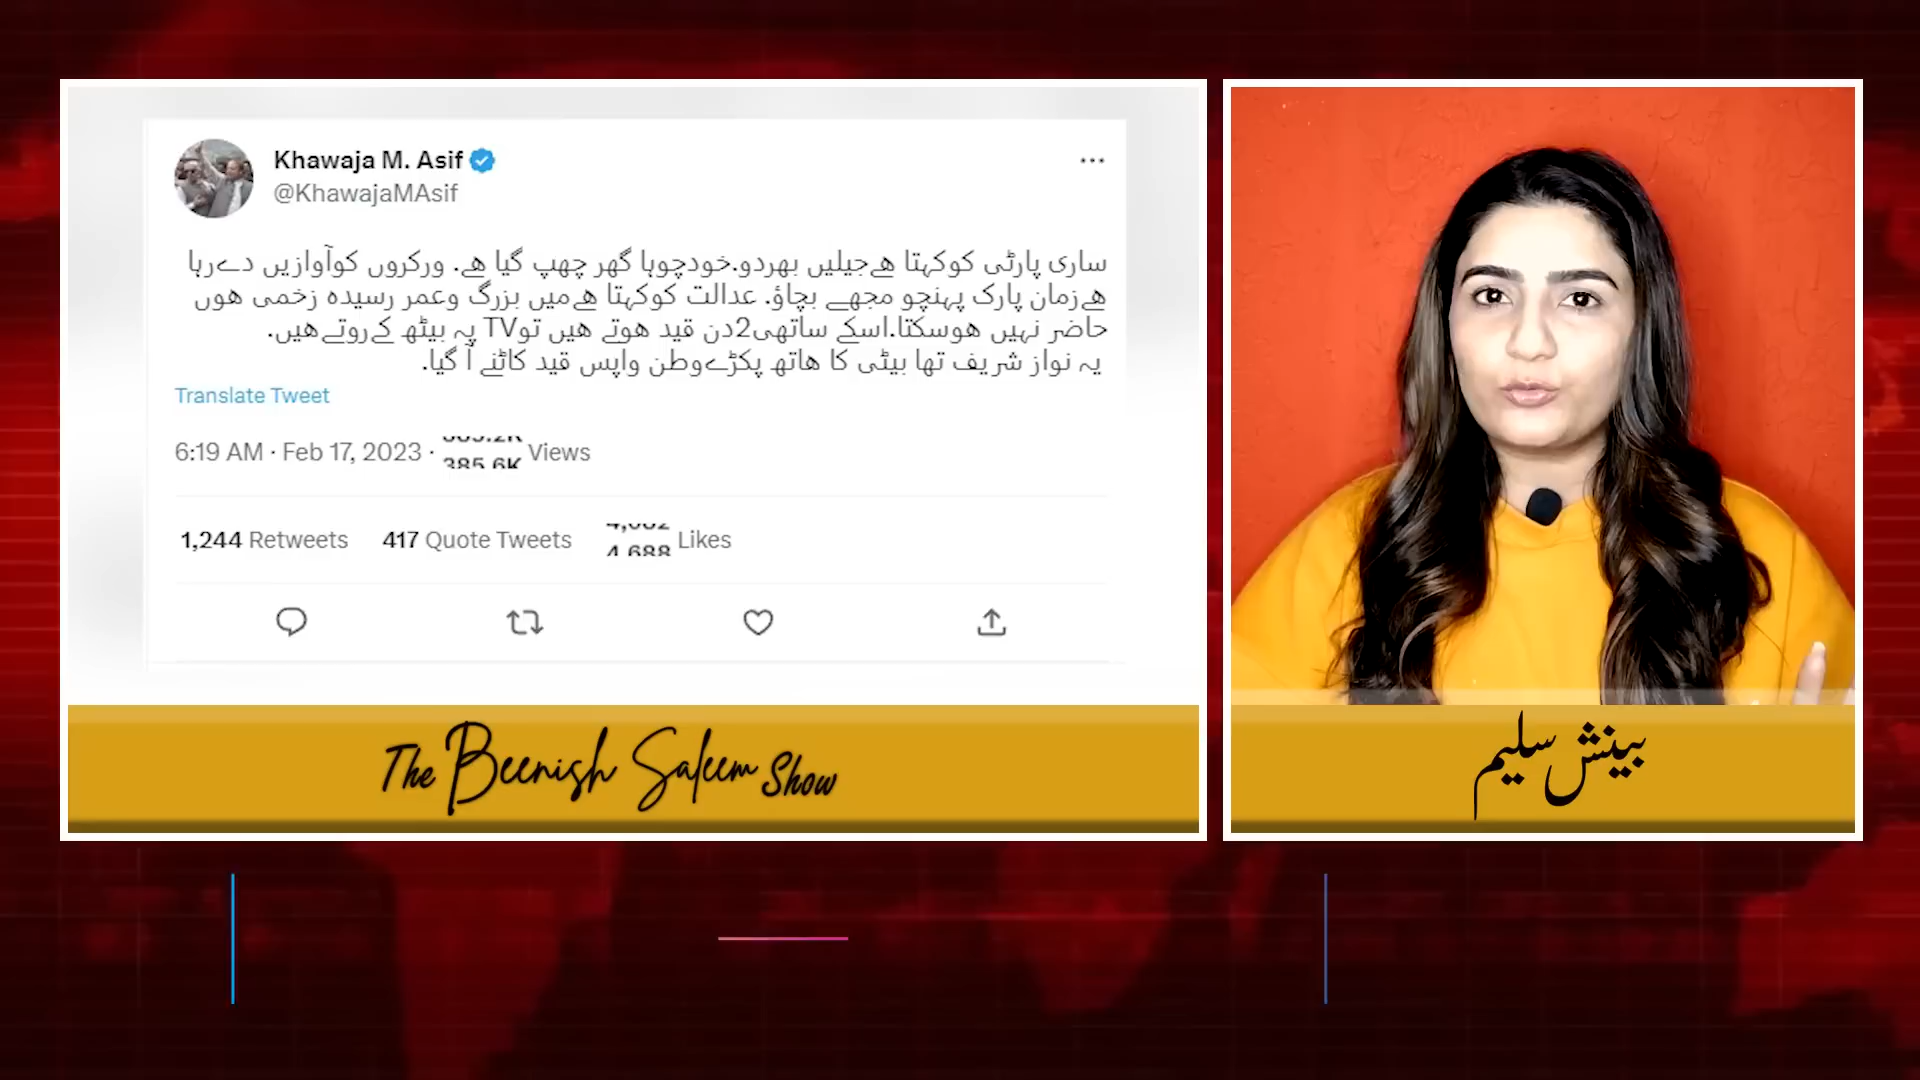 Khawaja M. Asif
@KhawajaMAsif
ساری پارٹی کوکہتا ھےجیلیں بھردو.خودچوہا گھر چھپ گیا ھے. ورکروں کوآوازیں دےرہا
ھےزمان پارک پہنچو مجھے بچاؤ. عدالت کوکہتا ھےمیں بزرگ وعمر رسیدہ زخمی ھوں
حاضر نہیں ھوسکتا.اسکے ساتھی2دن قید ھوتے ھیں توTV پہ بیٹھ کےروتےھیں.
یہ نواز شریف تھا بیٹی کا ھاتھ پکڑےوطن واپس قید کاٹنے آ گیا.
Translate Tweet
6:19 AM · Feb 17, 2023 · 385.6K Views
1,244 Retweets 417 Quote Tweets 4,688 Likes
The Beenish Saleem Show
بینش سلیم